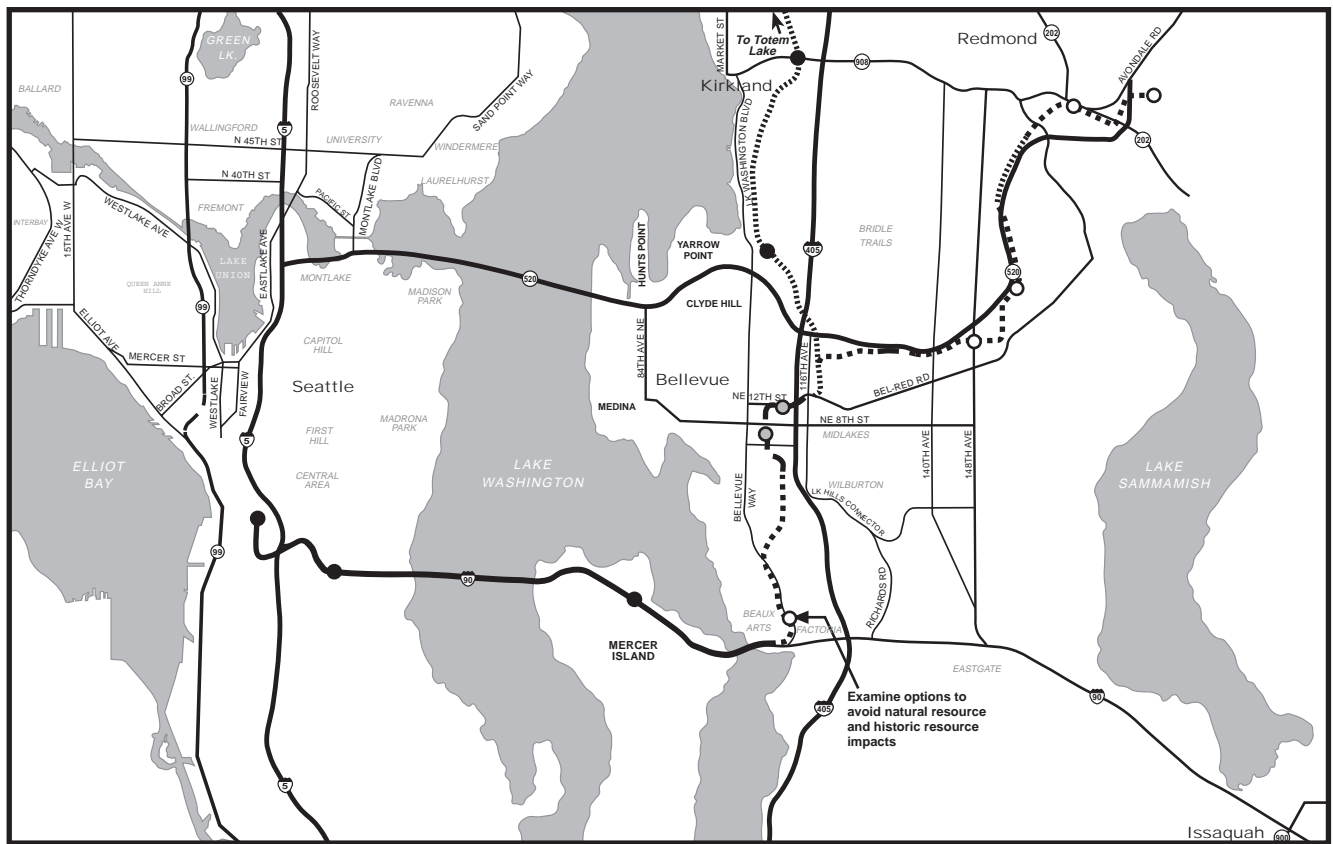 GREEN
LK.
BALLARD
99
5
ROOSEVELT WAY
RAVENNA
SAND POINT WAY
WALLINGFORD
N 45TH ST
UNIVERSITY
WINDERMERE
N 40TH ST
LAURELHURST
PACIFIC ST
MONTLAKE BLVD
FREMONT
WESTLAKE AVE
INTERBAY
THORNDYKE AVE W
15TH AVE W
QUEEN ANNE
HILL
LAKE
UNION
EASTLAKE AVE
MONTLAKE
MADISON
PARK
520
99
ELLIOT AVE
MERCER ST
BROAD ST.
WESTLAKE
FAIRVIEW
CAPITOL
HILL
Seattle
FIRST
HILL
CENTRAL
AREA
MADRONA
PARK
5
ELLIOT
BAY
99
5
90
LAKE
WASHINGTON
MERCER
ISLAND
To Totem
Lake
MARKET ST
Kirkland
908
LK WASHINGTON BLVD
Redmond
202
AVONDALE RD
202
HUNTS POINT
YARROW
POINT
405
BRIDLE
TRAILS
520
CLYDE HILL
84TH AVE NE
Bellevue
116TH AVE
MEDINA
NE 12TH ST
BEL-RED RD
NE 8TH ST
MIDLAKES
BELLEVUE
WAY
WILBURTON
LK HILLS CONNECTOR
140TH AVE
148TH AVE
LAKE
SAMMAMISH
RICHARDS RD
BEAUX
ARTS
FACTORIA
EASTGATE
Examine options to
avoid natural resource
and historic resource
impacts
405
90
Issaquah
900